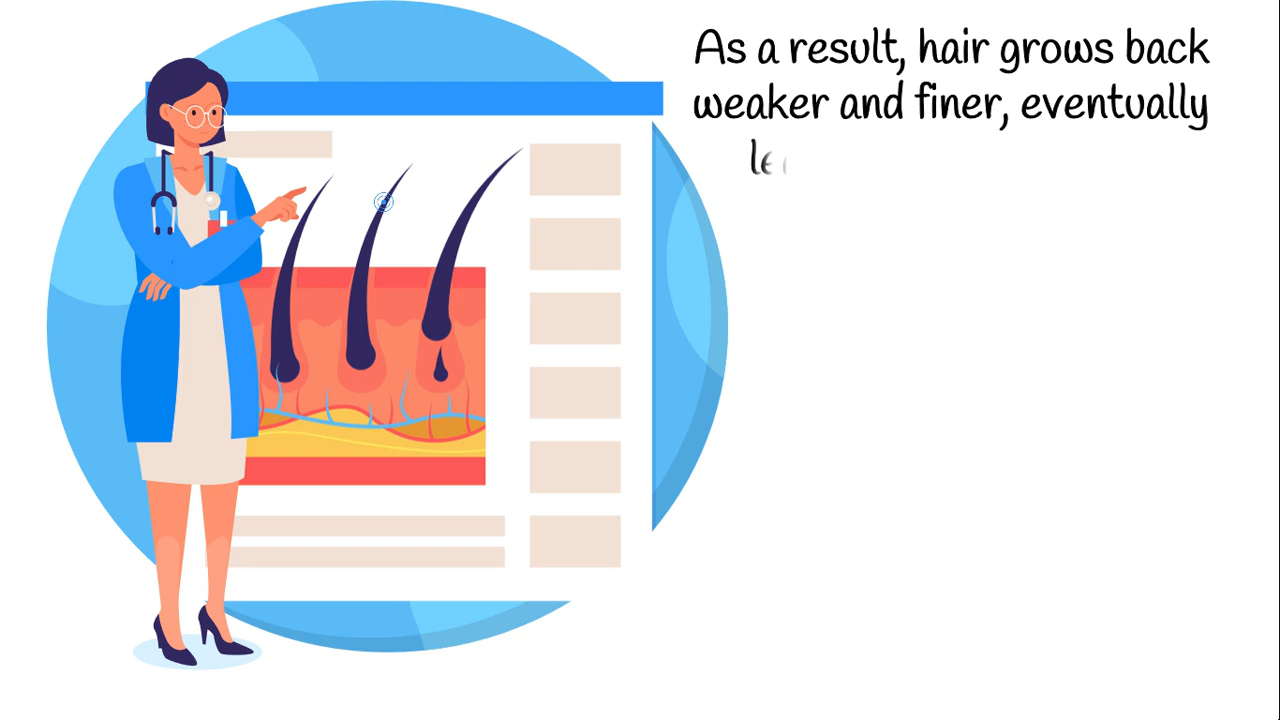 As a result, hair grows back
weaker and finer, eventually